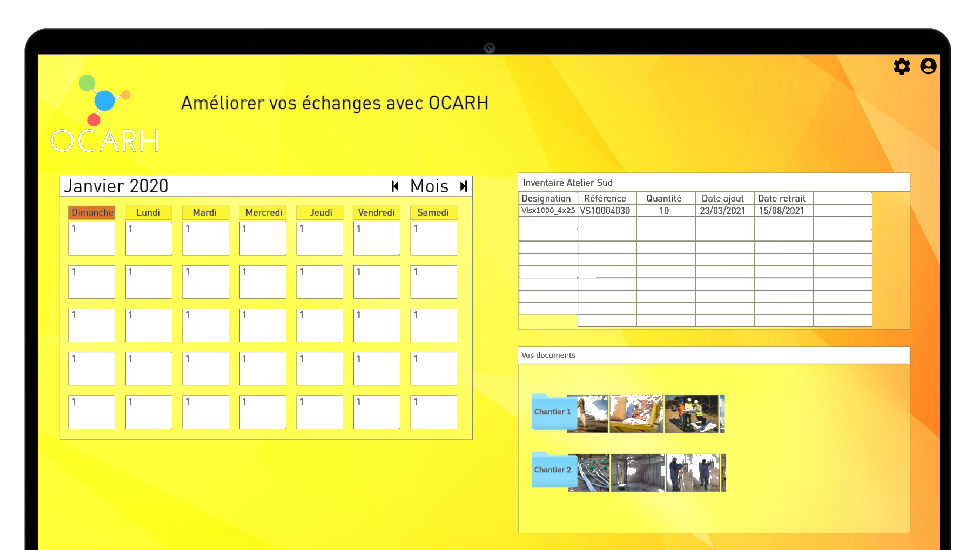 OCARH
Améliorer vos échanges avec OCARH
Janvier 2020
Mois
Dimanche Lundi Mardi Mercredi Jeudi Vendredi Samedi
1 1 1 1 1 1 1
1 1 1 1 1 1 1
1 1 1 1 1 1 1
1 1 1 1 1 1 1
1 1 1 1 1 1 1
Inventaire Atelier Sud
Designation Référence Quantité Date ajout Date retrait
VS10004030 10 23/03/2021 15/08/2021
Vos documents
Chantier 1
Chantier 2